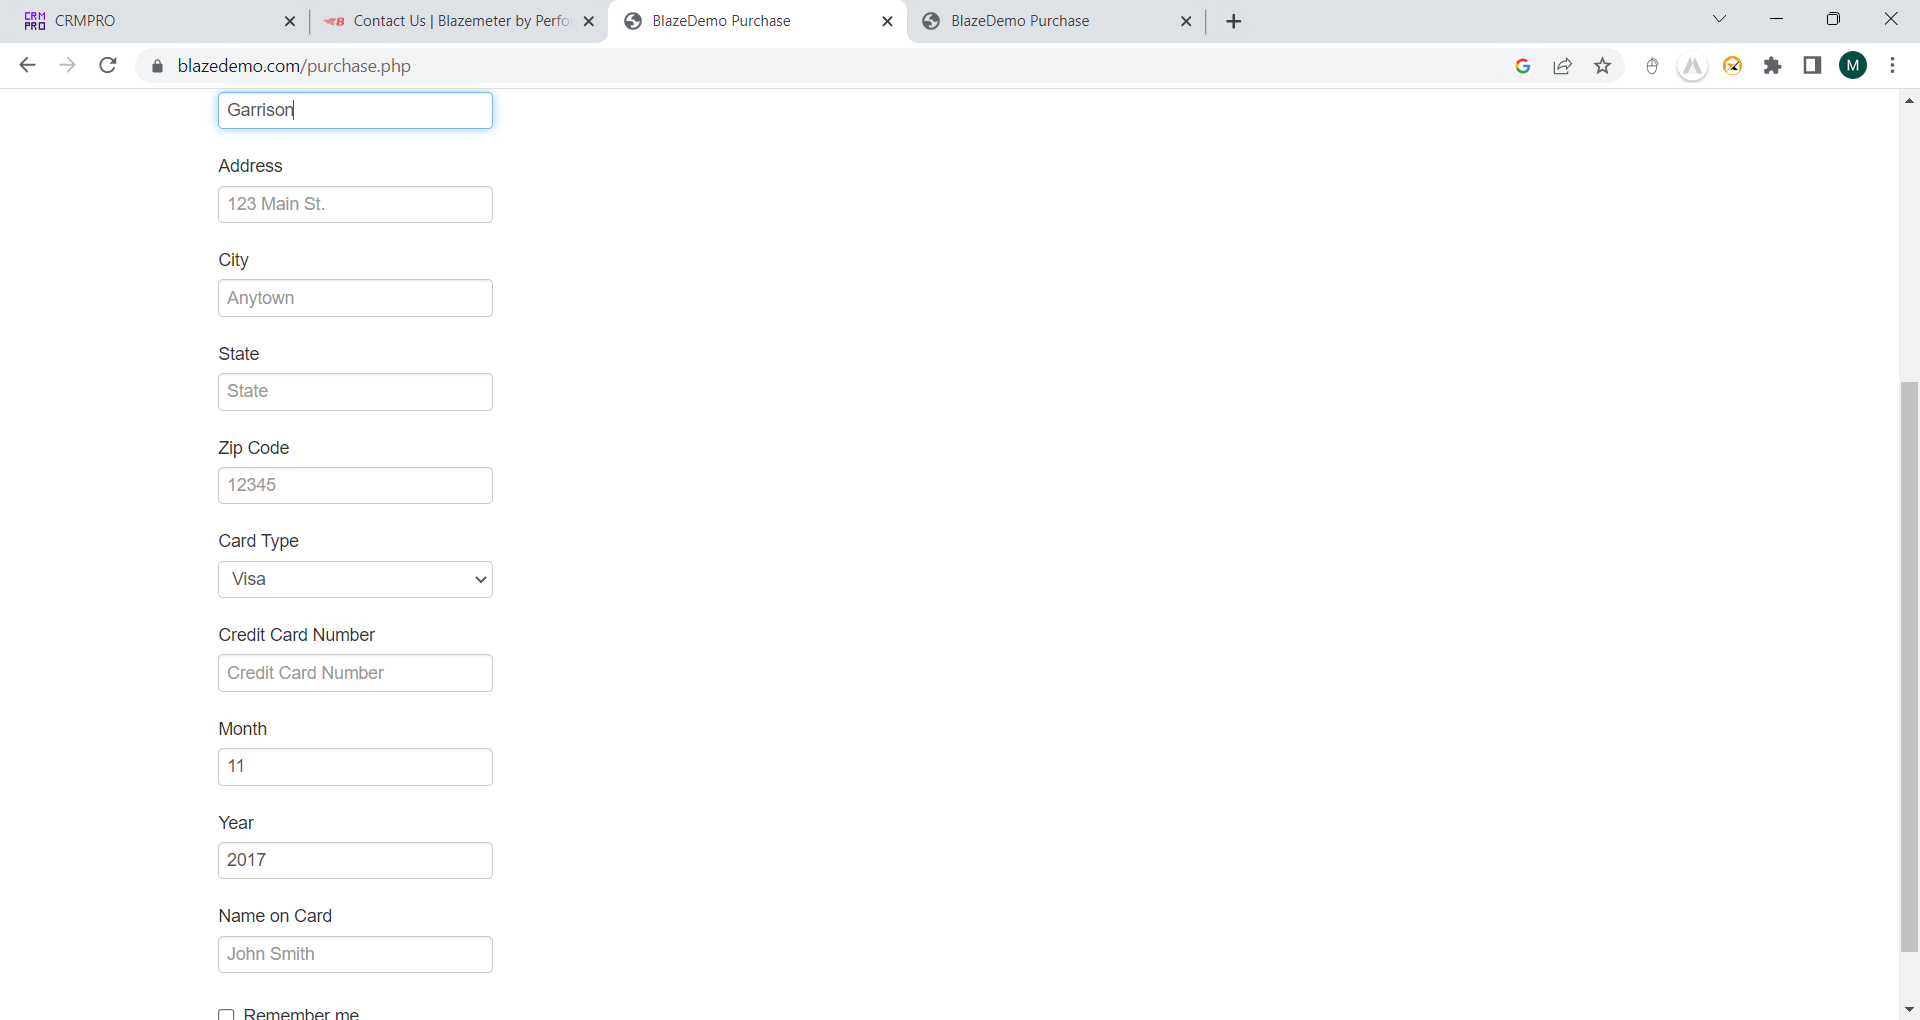 CRM
PRO
CRMPRO
B Contact Us | Blazemeter by Perfo
BlazeDemo Purchase
BlazeDemo Purchase
blazedemo.com/purchase.php
M
Garrison
Address
123 Main St.
City
Anytown
State
State
Zip Code
12345
Card Type
Visa
Credit Card Number
Credit Card Number
Month
11
Year
2017
Name on Card
John Smith
Remember me